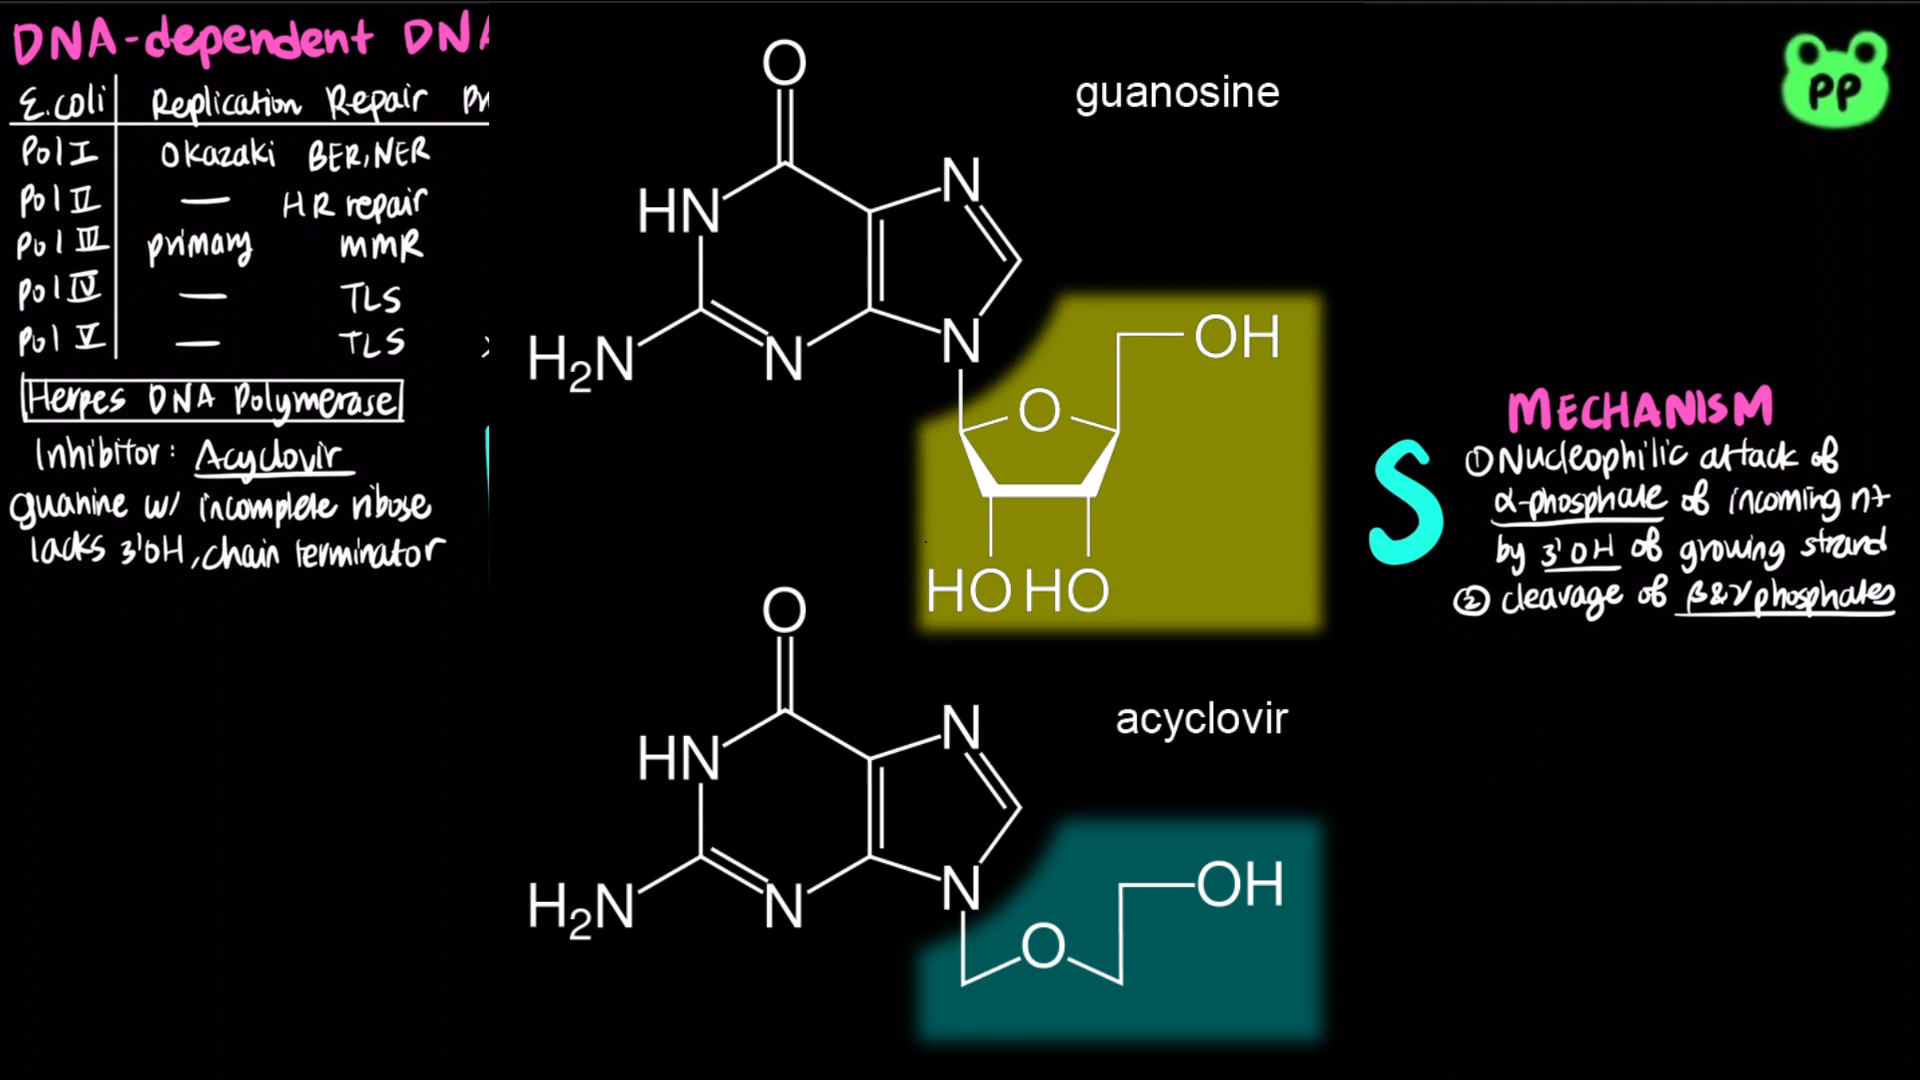 DNA-dependent DNA
E.coli Replication Repair Pr
Pol I Okazaki BER, NER
Pol II — HR repair
Pol III primary MMR
Pol IV — TLS
Pol V — TLS
Herpes DNA Polymerase
Inhibitor: Acyclovir
guanine w/ incomplete ribose
lacks 3'OH, chain terminator
guanosine
O
HN
N
H2N
N
N
OH
O
HO HO
acyclovir
O
HN
N
H2N
N
N
OH
O
PP
S
MECHANISM
① Nucleophilic attack of
α-phosphate of incoming nt
by 3'OH of growing strand
② cleavage of β&γ phosphates